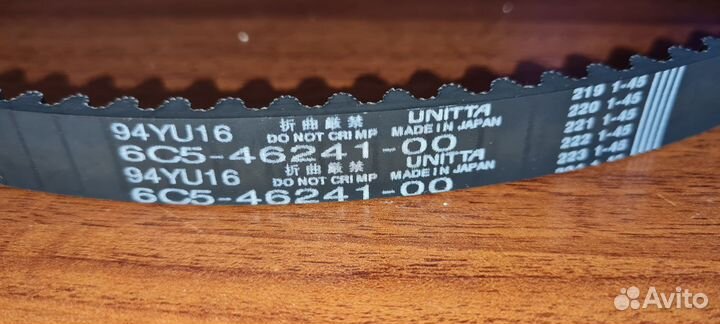 94YU16 折曲厳禁 UNITTA
DO NOT CRIMP MADE IN JAPAN
6C5-46241-00
94YU16 折曲厳禁 UNITTA
DO NOT CRIMP MADE IN JAPAN
6C5-46241-00
219 1-45
220 1-45
221 1-45
222 1-45
223 1-45
Avito